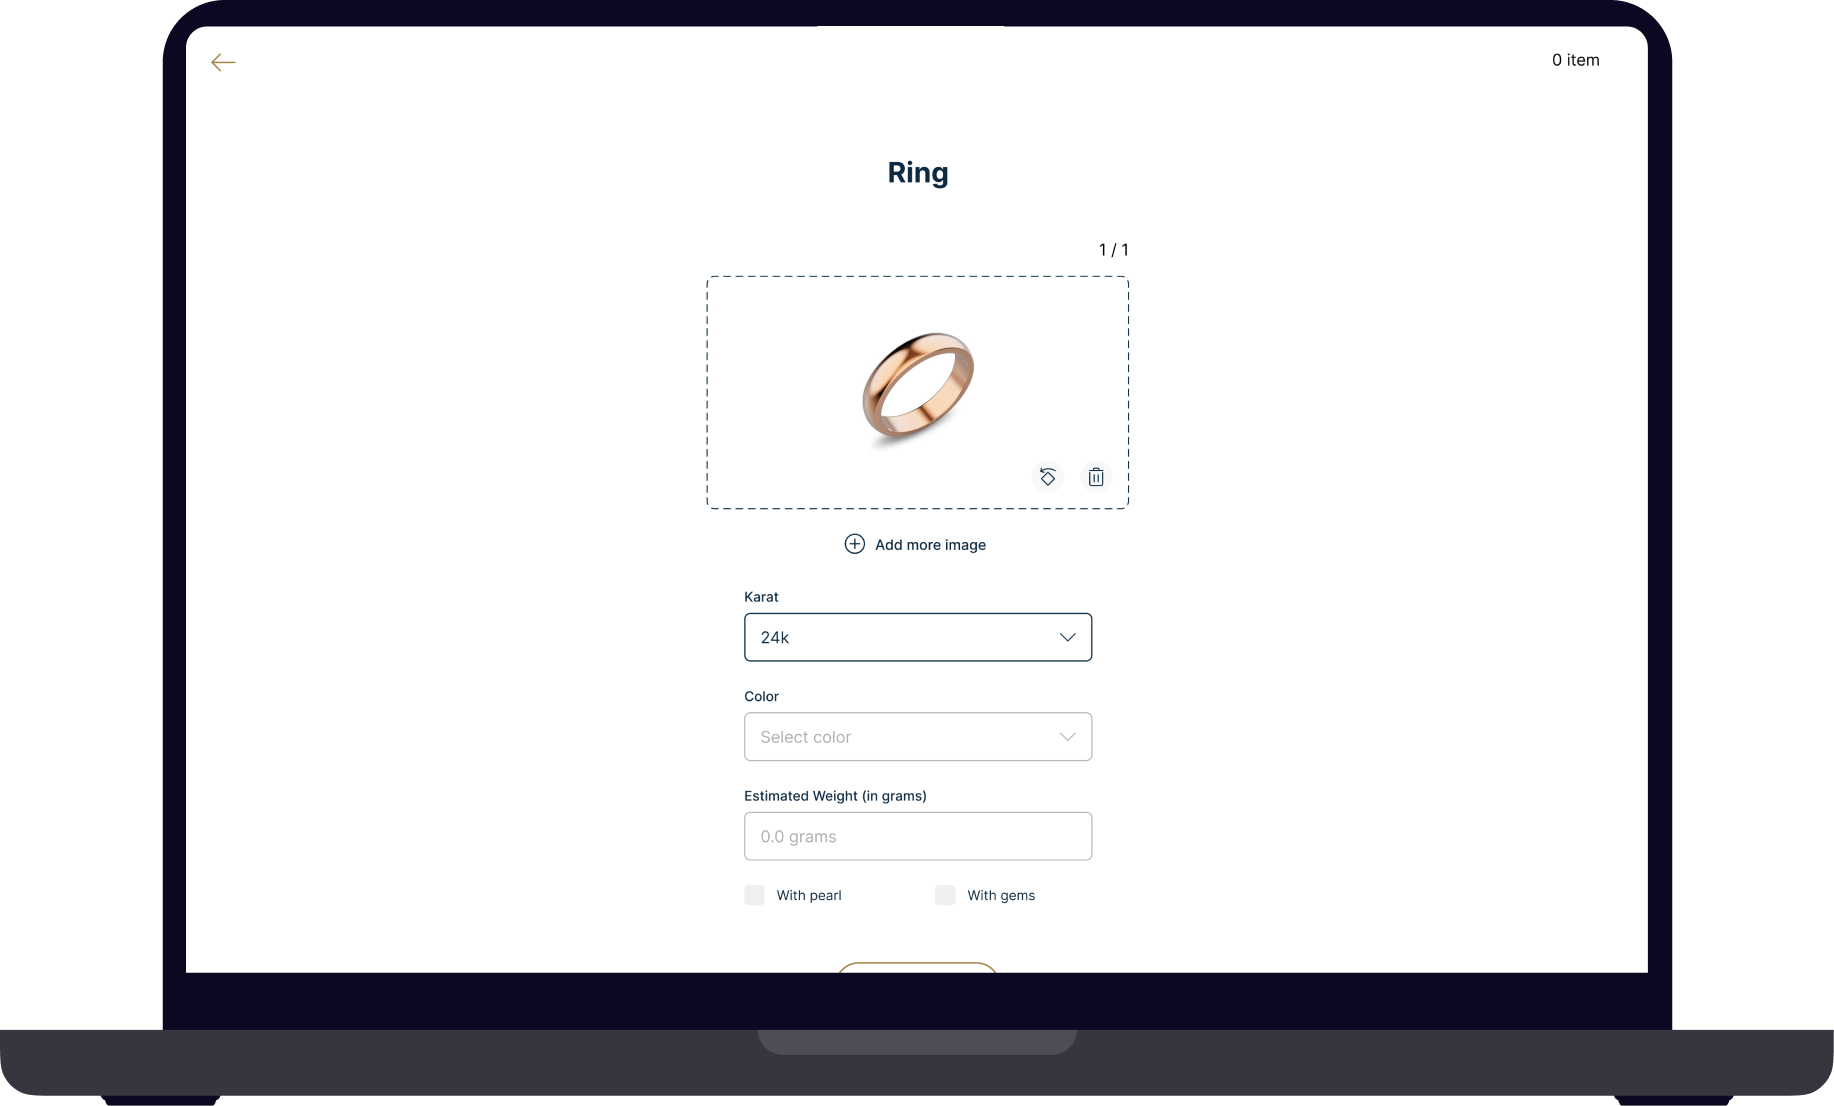 0 item
Ring
1 / 1
Add more image
Karat
24k
Color
Select color
Estimated Weight (in grams)
0.0 grams
With pearl
With gems